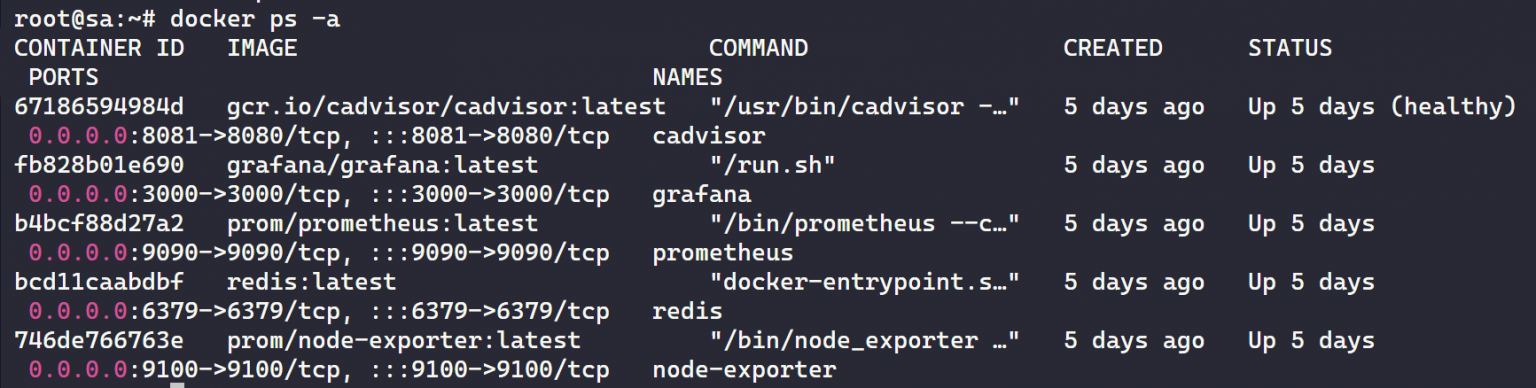 root@sa:~# docker ps -a
CONTAINER ID   IMAGE                             COMMAND                  CREATED      STATUS
 PORTS                                       NAMES
67186594984d   gcr.io/cadvisor/cadvisor:latest   "/usr/bin/cadvisor -…"   5 days ago   Up 5 days (healthy)
 0.0.0.0:8081->8080/tcp, :::8081->8080/tcp   cadvisor
fb828b01e690   grafana/grafana:latest            "/run.sh"                5 days ago   Up 5 days
 0.0.0.0:3000->3000/tcp, :::3000->3000/tcp   grafana
b4bcf88d27a2   prom/prometheus:latest            "/bin/prometheus --c…"   5 days ago   Up 5 days
 0.0.0.0:9090->9090/tcp, :::9090->9090/tcp   prometheus
bcd11caabdbf   redis:latest                      "docker-entrypoint.s…"   5 days ago   Up 5 days
 0.0.0.0:6379->6379/tcp, :::6379->6379/tcp   redis
746de766763e   prom/node-exporter:latest         "/bin/node_exporter …"   5 days ago   Up 5 days
 0.0.0.0:9100->9100/tcp, :::9100->9100/tcp   node-exporter